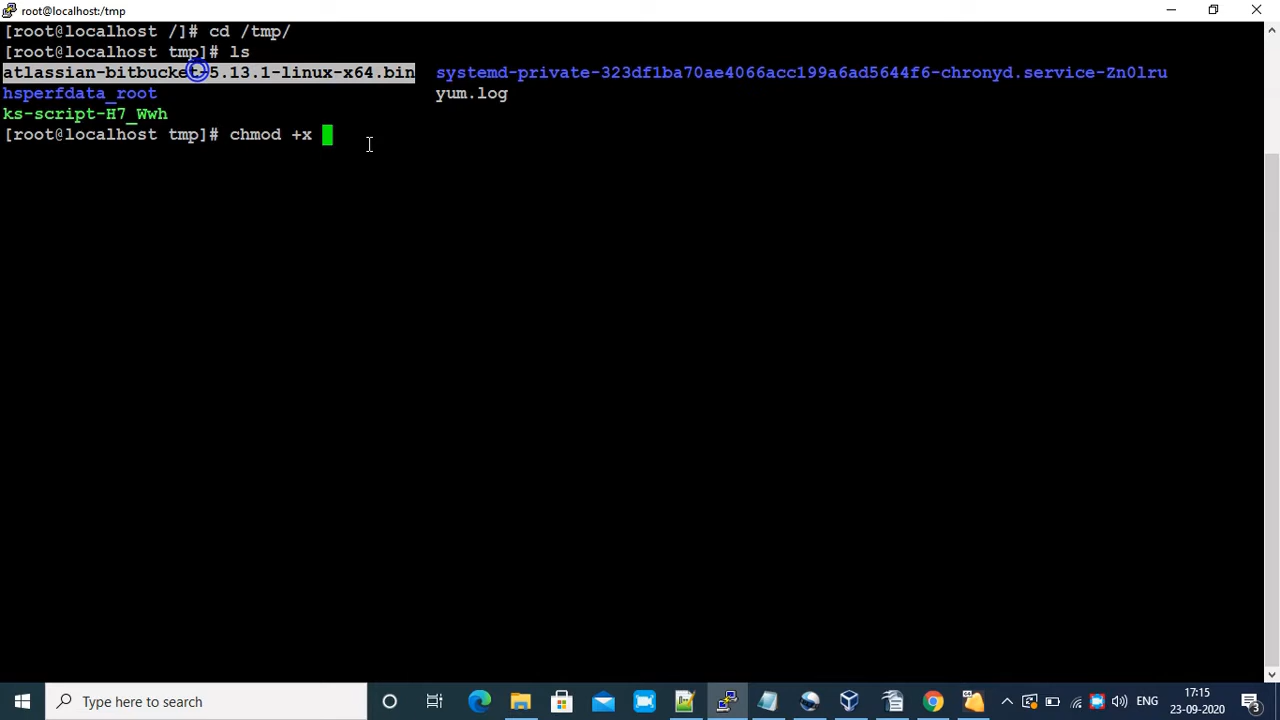 root@localhost:/tmp
[root@localhost /]# cd /tmp/
[root@localhost tmp]# ls
atlassian-bitbucket-5.13.1-linux-x64.bin systemd-private-323df1ba70ae4066acc199a6ad5644f6-chronyd.service-Zn0lru
hsperfdata_root yum.log
ks-script-H7_Wwh
[root@localhost tmp]# chmod +x
Type here to search
ENG
17:15
23-09-2020
3